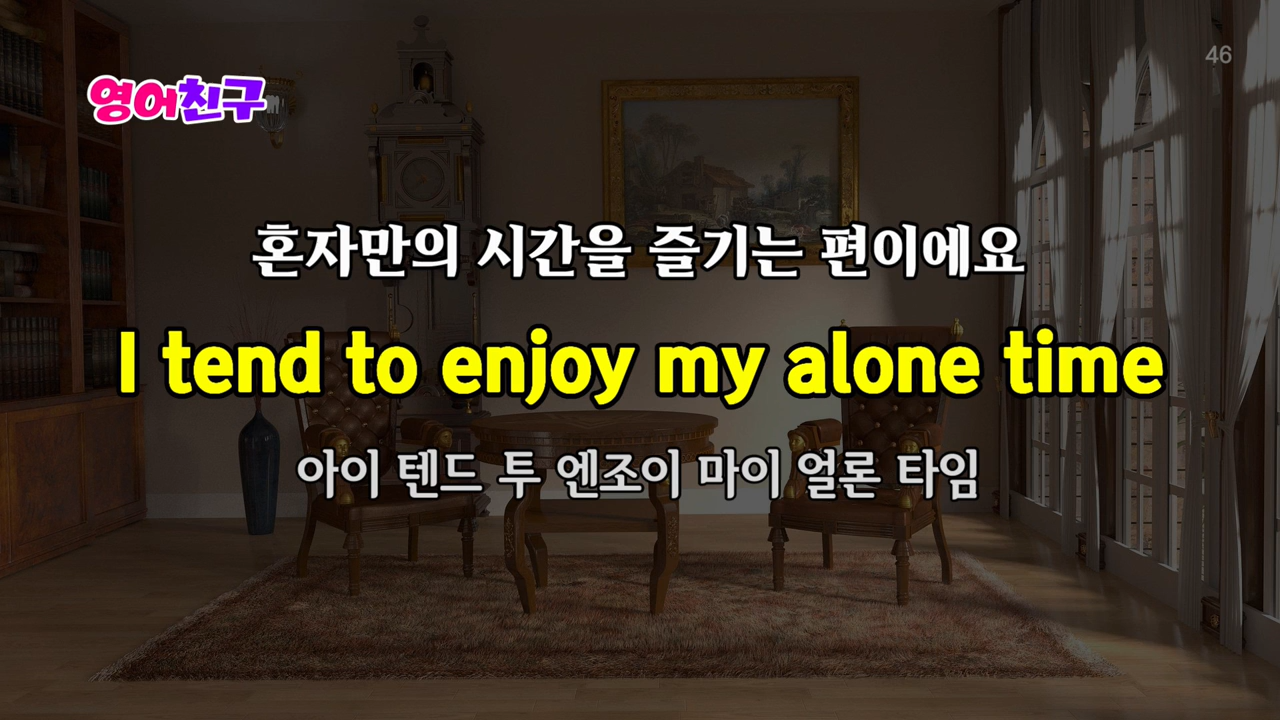 46
영어친구
혼자만의 시간을 즐기는 편이에요
I tend to enjoy my alone time
아이 텐드 투 엔조이 마이 얼론 타임